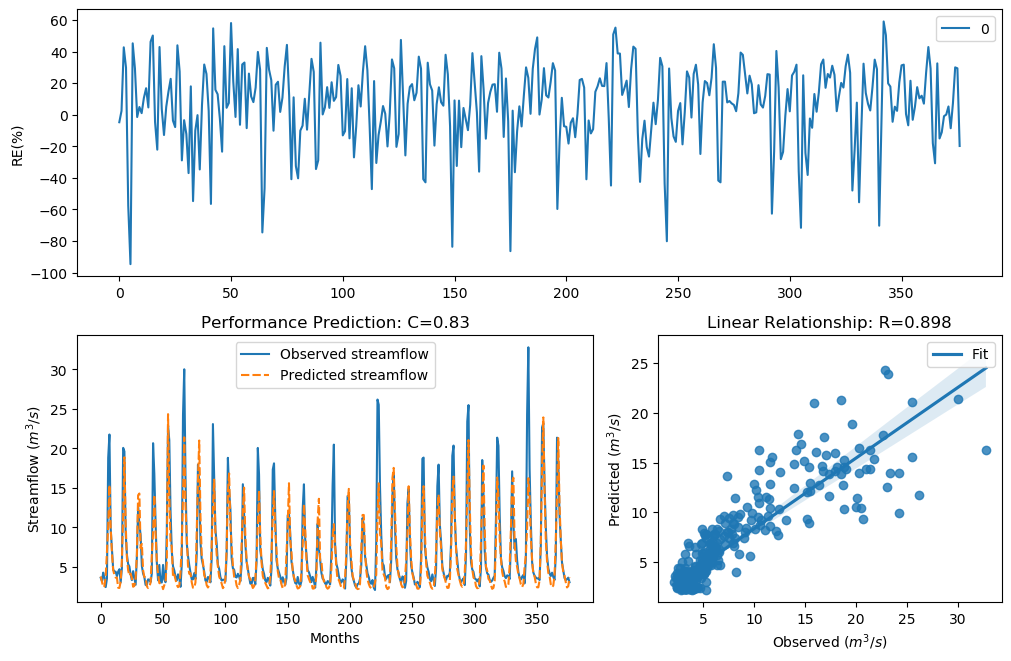 60
40
20
0
−20
−40
−60
−80
−100
RE(%)
0
0 50 100 150 200 250 300 350
Performance Prediction: C=0.83
Observed streamflow
Predicted streamflow
30
25
20
15
10
5
Streamflow (m³/s)
0 50 100 150 200 250 300 350
Months
Linear Relationship: R=0.898
Fit
25
20
15
10
5
Predicted (m³/s)
5 10 15 20 25 30
Observed (m³/s)